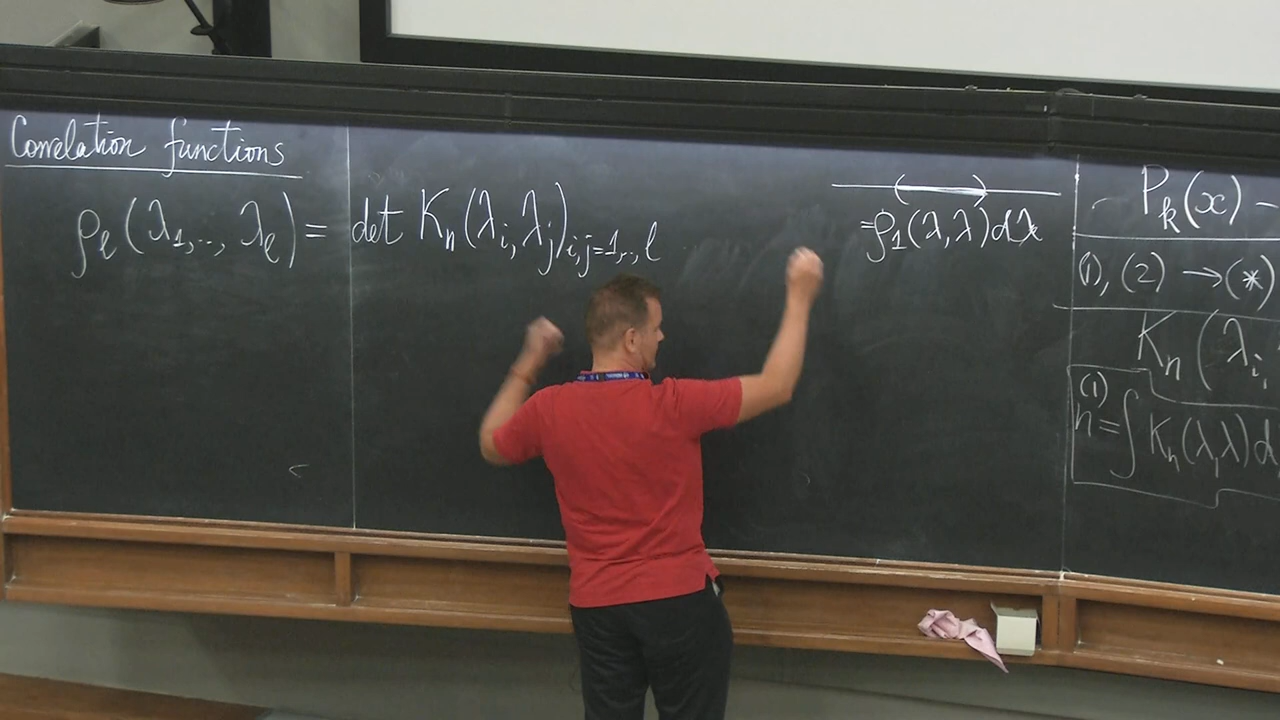 Correlation functions
ρ_ℓ(λ_1,.., λ_ℓ) = det K_n(λ_i, λ_j)_{i,j=1,..,ℓ}
=ρ_1(λ,λ)dλ
P_k(x) –
(1), (2) → (*)
K_n (λ_i,
(1)
n = ∫ K_n(λ,λ)d